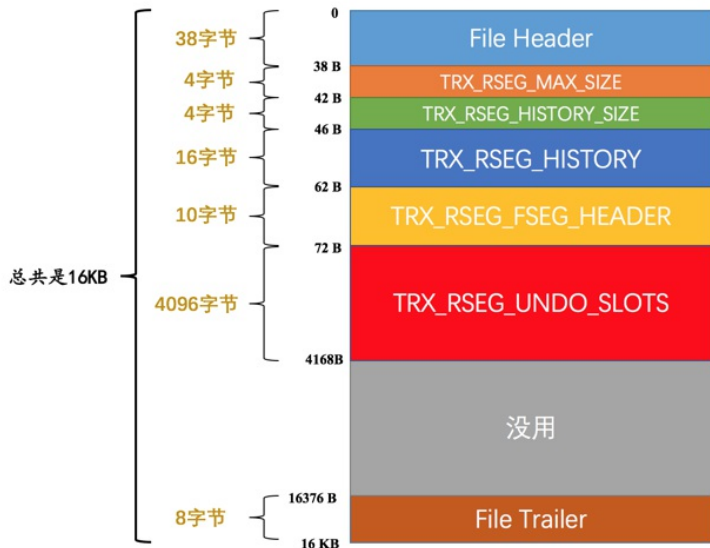 0
38字节
File Header
38 B
4字节
TRX_RSEG_MAX_SIZE
42 B
4字节
TRX_RSEG_HISTORY_SIZE
46 B
16字节
TRX_RSEG_HISTORY
62 B
10字节
TRX_RSEG_FSEG_HEADER
72 B
总共是16KB
4096字节
TRX_RSEG_UNDO_SLOTS
4168B
没用
16376 B
8字节
File Trailer
16 KB